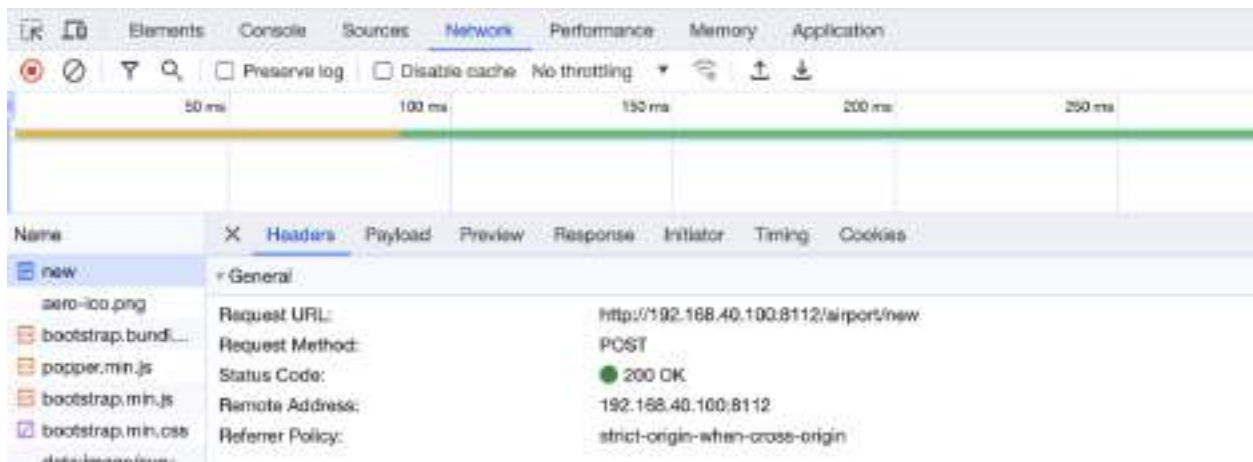 Elements Console Sources Network Performance Memory Application
Preserve log Disable cache No throttling
50 ms 100 ms 150 ms 200 ms 250 ms
Name Headers Payload Preview Response Initiator Timing Cookies
new General
aero-ico.png
Request URL: http://192.168.40.100:8112/airport/new
bootstrap.bundl....
Request Method: POST
popper.min.js
Status Code: 200 OK
bootstrap.min.js
Remote Address: 192.168.40.100:8112
bootstrap.min.css
Referrer Policy: strict-origin-when-cross-origin